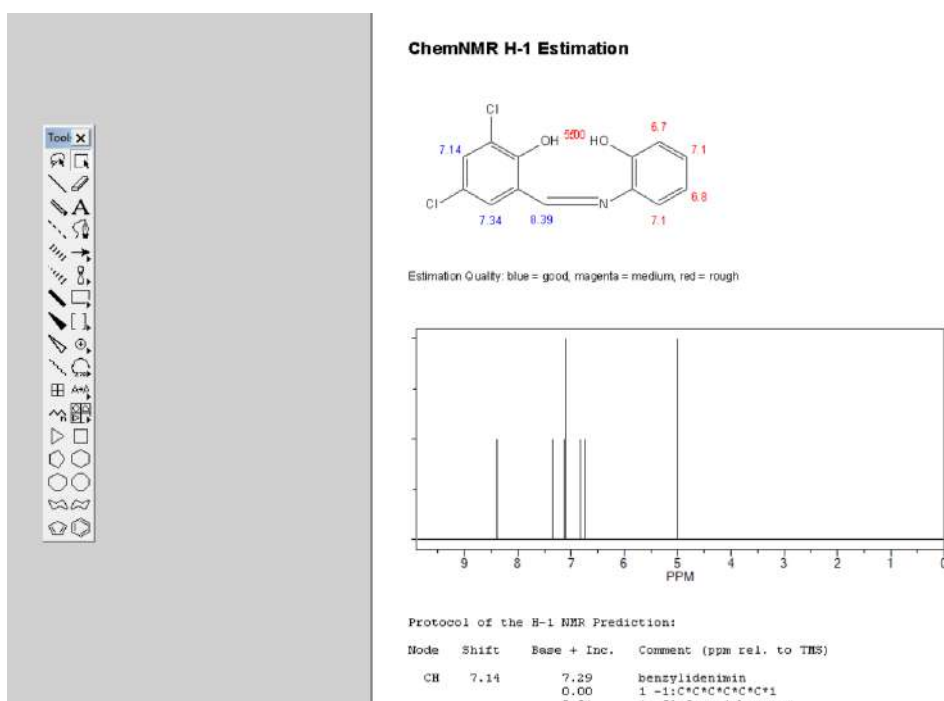 ChemNMR H-1 Estimation
Tool
A
Cl
OH
HO
6.7
7.14
7.1
Cl
N
6.8
7.34
8.39
7.1
Estimation Quality: blue = good, magenta = medium, red = rough
9 8 7 6 5 4 3 2 1 0
PPM
Protocol of the H-1 NMR Prediction:
Node Shift Base + Inc. Comment (ppm rel. to TMS)
CH 7.14 7.29 benzylidenimin
0.00 1 -1:C*C*C*C*C*C*1